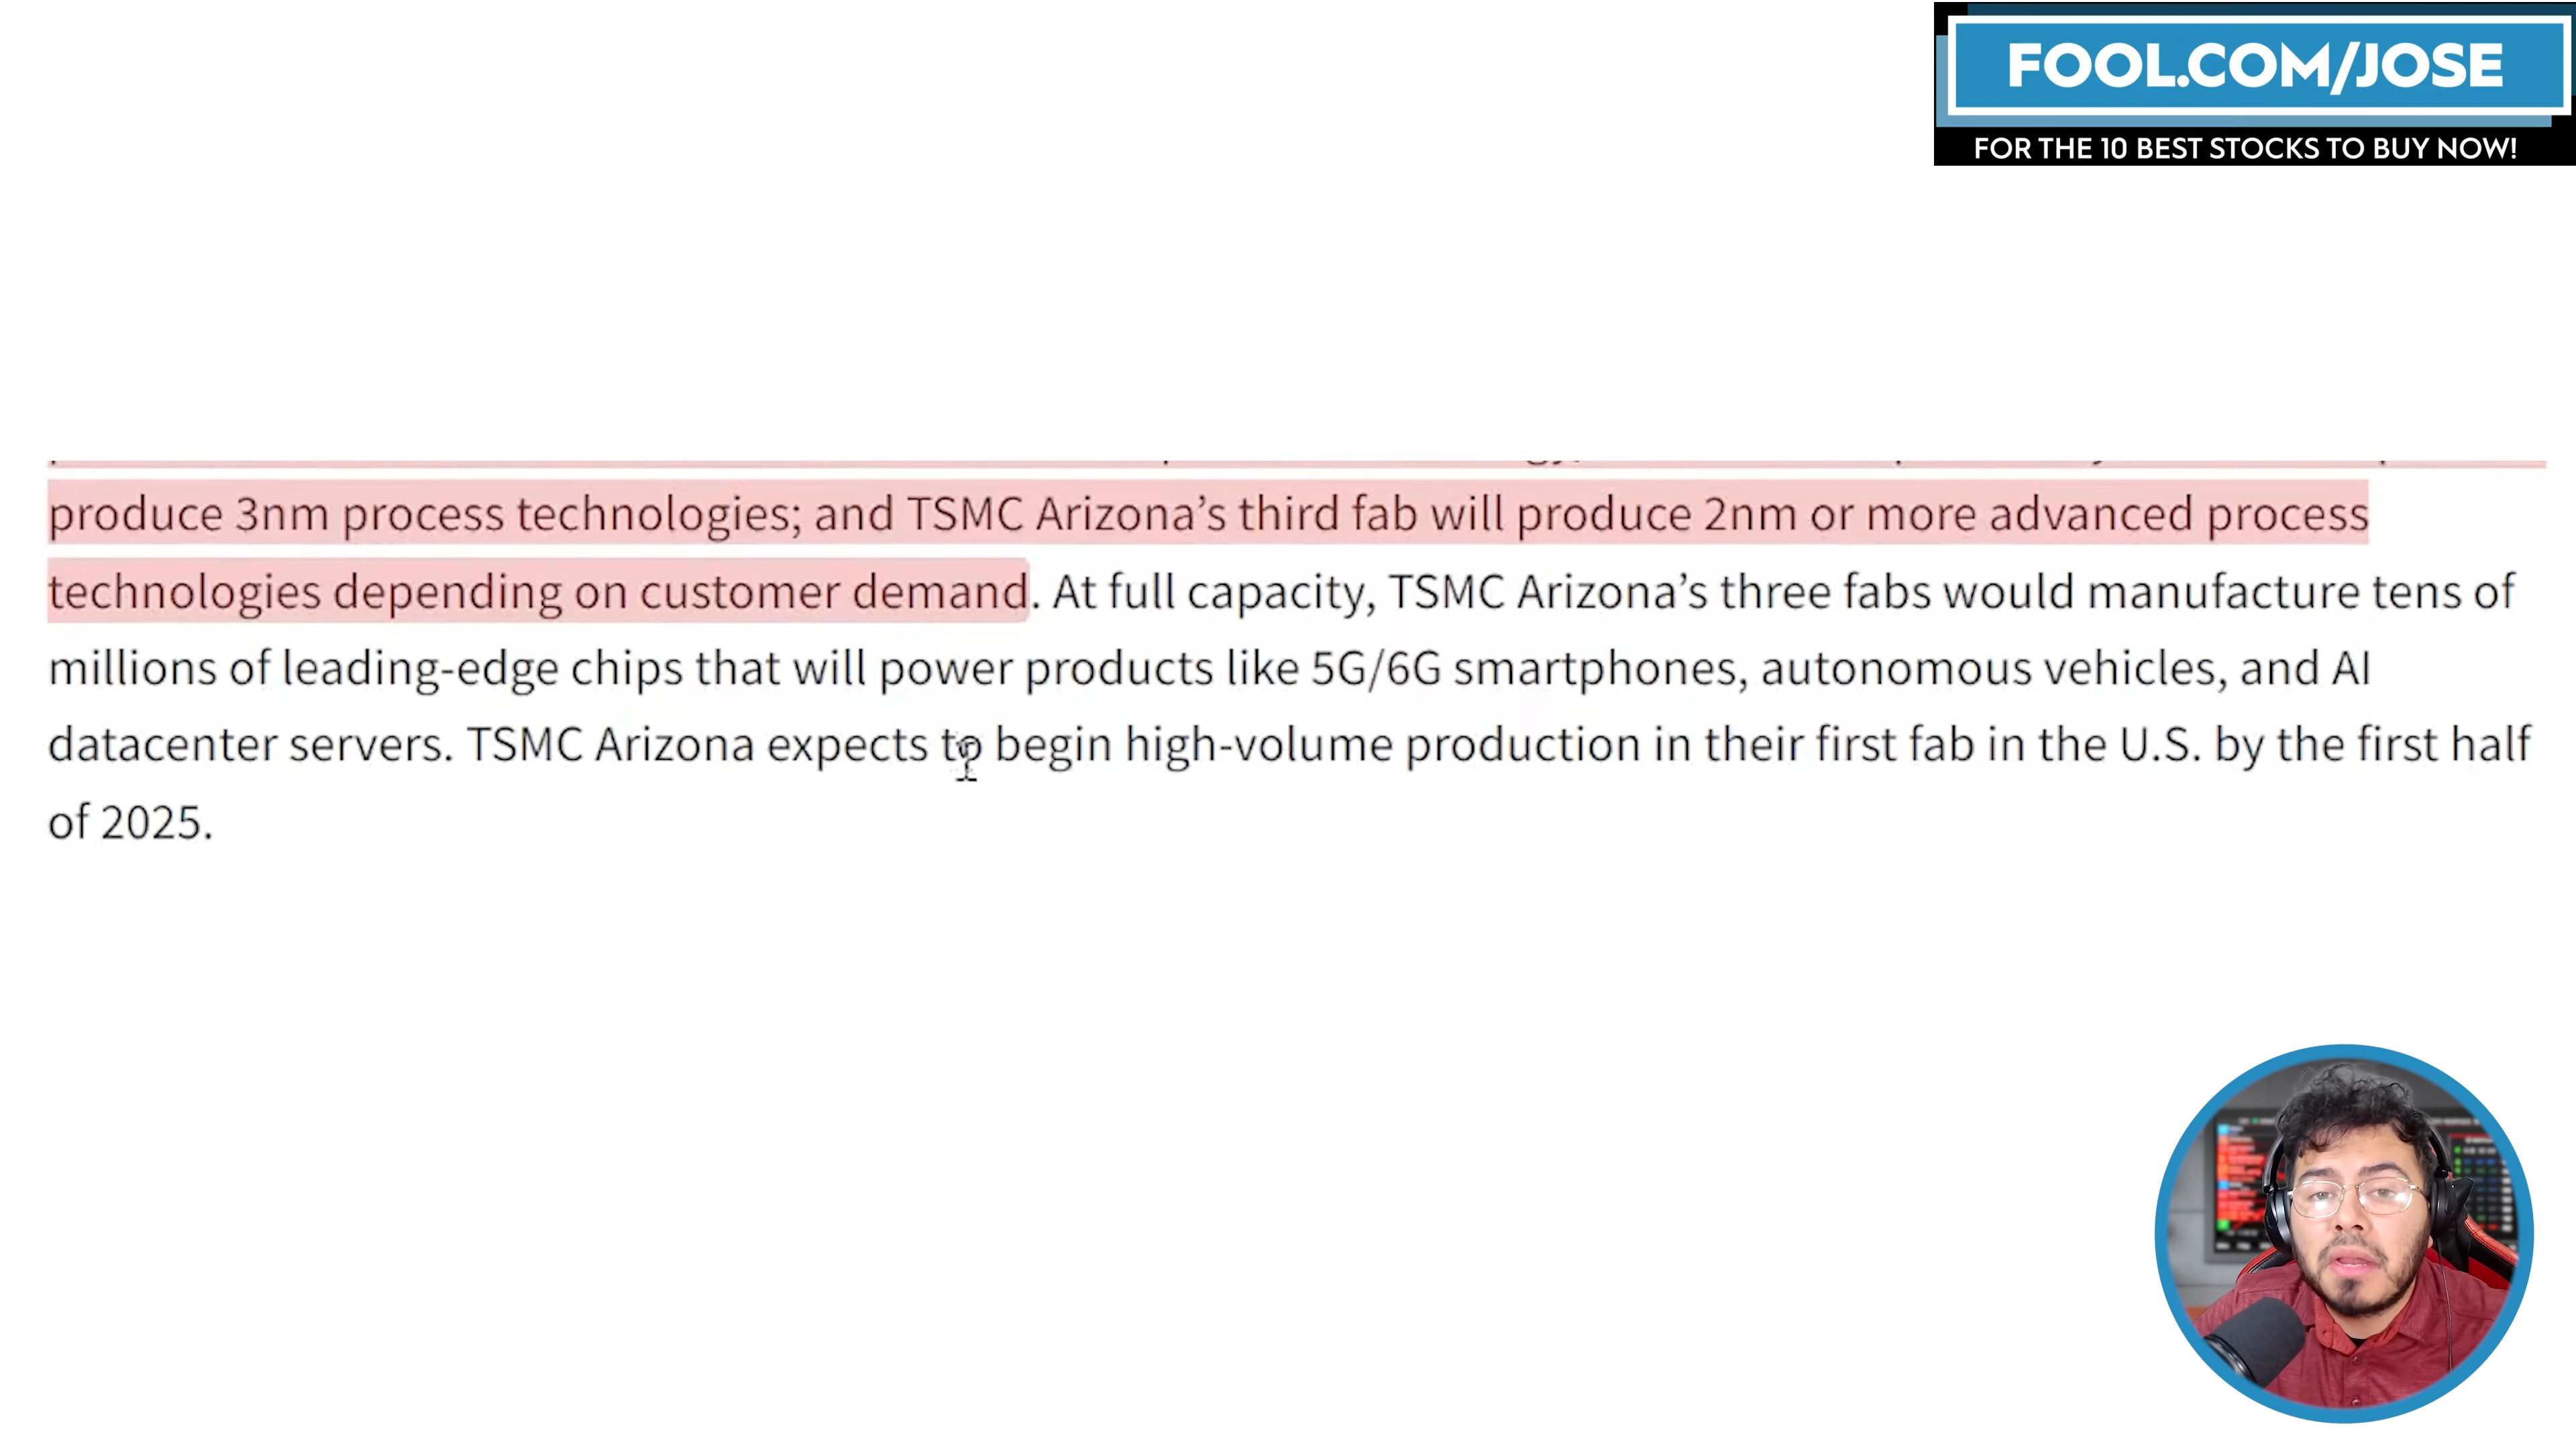 FOOL.COM/JOSE
FOR THE 10 BEST STOCKS TO BUY NOW!
produce 3nm process technologies; and TSMC Arizona’s third fab will produce 2nm or more advanced process
technologies depending on customer demand. At full capacity, TSMC Arizona’s three fabs would manufacture tens of
millions of leading-edge chips that will power products like 5G/6G smartphones, autonomous vehicles, and AI
datacenter servers. TSMC Arizona expects to begin high-volume production in their first fab in the U.S. by the first half
of 2025.